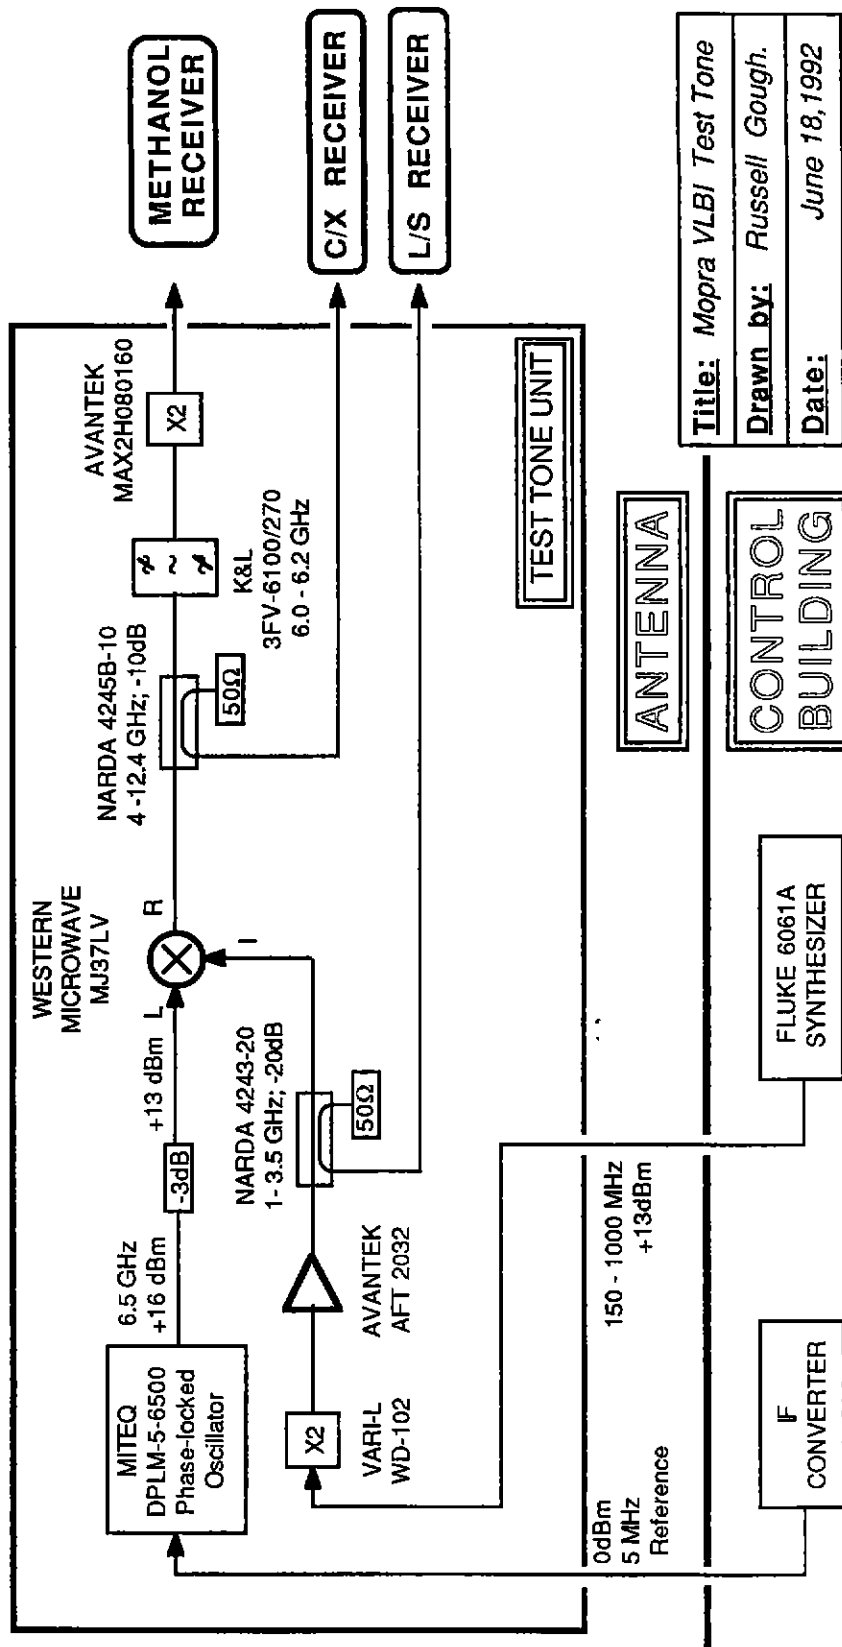 METHANOL
RECEIVER
C/X RECEIVER
L/S RECEIVER
AVANTEK
MAX2H080160
X2
K&L
3FV-6100/270
6.0 - 6.2 GHz
~
~
~
NARDA 4245B-10
4 -12.4 GHz; -10dB
50Ω
WESTERN
MICROWAVE
MJ37LV
R
L
I
+13 dBm
-3dB
6.5 GHz
+16 dBm
MITEQ
DPLM-5-6500
Phase-locked
Oscillator
NARDA 4243-20
1- 3.5 GHz; -20dB
50Ω
AVANTEK
AFT 2032
X2
VARI-L
WD-102
TEST TONE UNIT
0dBm
5 MHz
Reference
150 - 1000 MHz
+13dBm
ANTENNA
CONTROL
BUILDING
FLUKE 6061A
SYNTHESIZER
IF
CONVERTER
Title: Mopra VLBI Test Tone
Drawn by: Russell Gough.
Date: June 18,1992